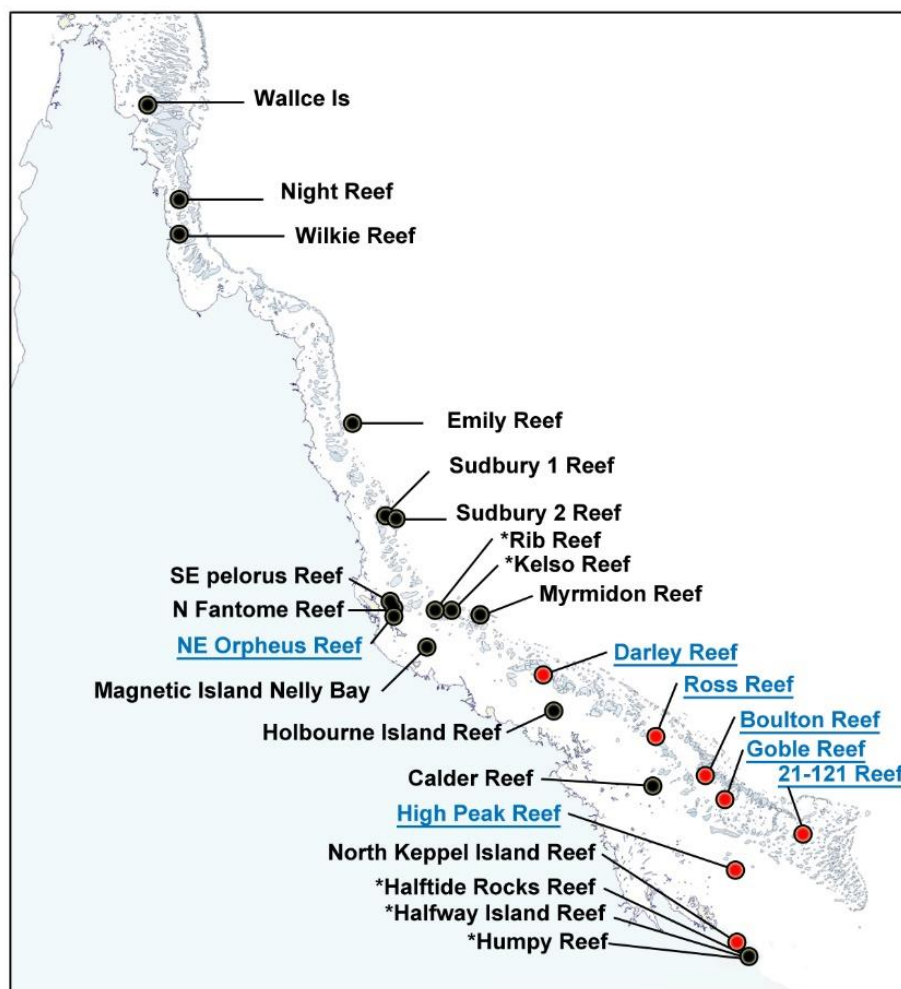 Wallce Is
Night Reef
Wilkie Reef
Emily Reef
Sudbury 1 Reef
Sudbury 2 Reef
*Rib Reef
*Kelso Reef
SE pelorus Reef
Myrmidon Reef
N Fantome Reef
NE Orpheus Reef
Darley Reef
Magnetic Island Nelly Bay
Ross Reef
Holbourne Island Reef
Boulton Reef
Goble Reef
Calder Reef
21-121 Reef
High Peak Reef
North Keppel Island Reef
*Halftide Rocks Reef
*Halfway Island Reef
*Humpy Reef